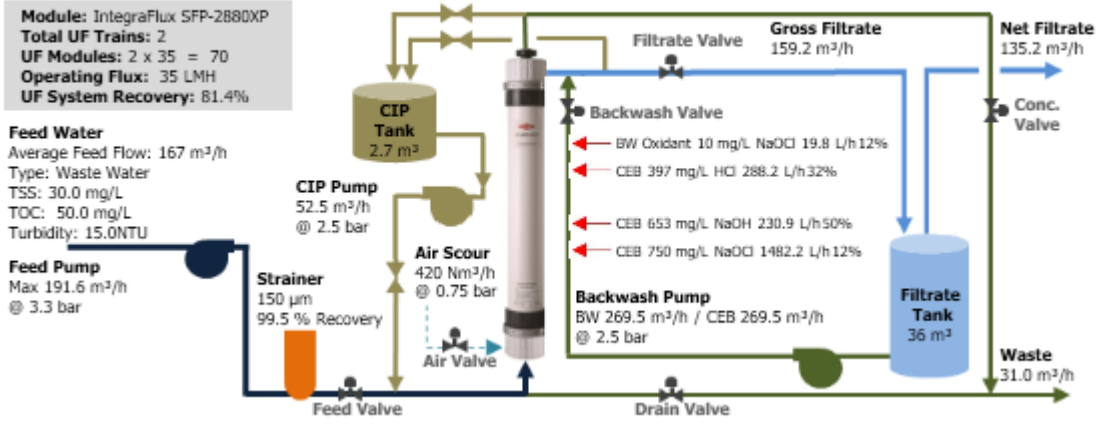 Module: IntegraFlux SFP-2880XP
Total UF Trains: 2
UF Modules: 2 x 35 = 70
Operating Flux: 35 LMH
UF System Recovery: 81.4%
Feed Water
Average Feed Flow: 167 m³/h
Type: Waste Water
TSS: 30.0 mg/L
TOC: 50.0 mg/L
Turbidity: 15.0NTU
Feed Pump
Max 191.6 m³/h
@ 3.3 bar
Strainer
150 µm
99.5 % Recovery
CIP
Tank
2.7 m³
CIP Pump
52.5 m³/h
@ 2.5 bar
Air Scour
420 Nm³/h
@ 0.75 bar
Air Valve
Feed Valve
Filtrate Valve
Gross Filtrate
159.2 m³/h
Net Filtrate
135.2 m³/h
Backwash Valve
Conc.
Valve
BW Oxidant 10 mg/L NaOCl 19.8 L/h 12%
CEB 397 mg/L HCl 288.2 L/h 32%
CEB 653 mg/L NaOH 230.9 L/h 50%
CEB 750 mg/L NaOCl 1482.2 L/h 12%
Backwash Pump
BW 269.5 m³/h / CEB 269.5 m³/h
@ 2.5 bar
Filtrate
Tank
36 m³
Waste
31.0 m³/h
Drain Valve